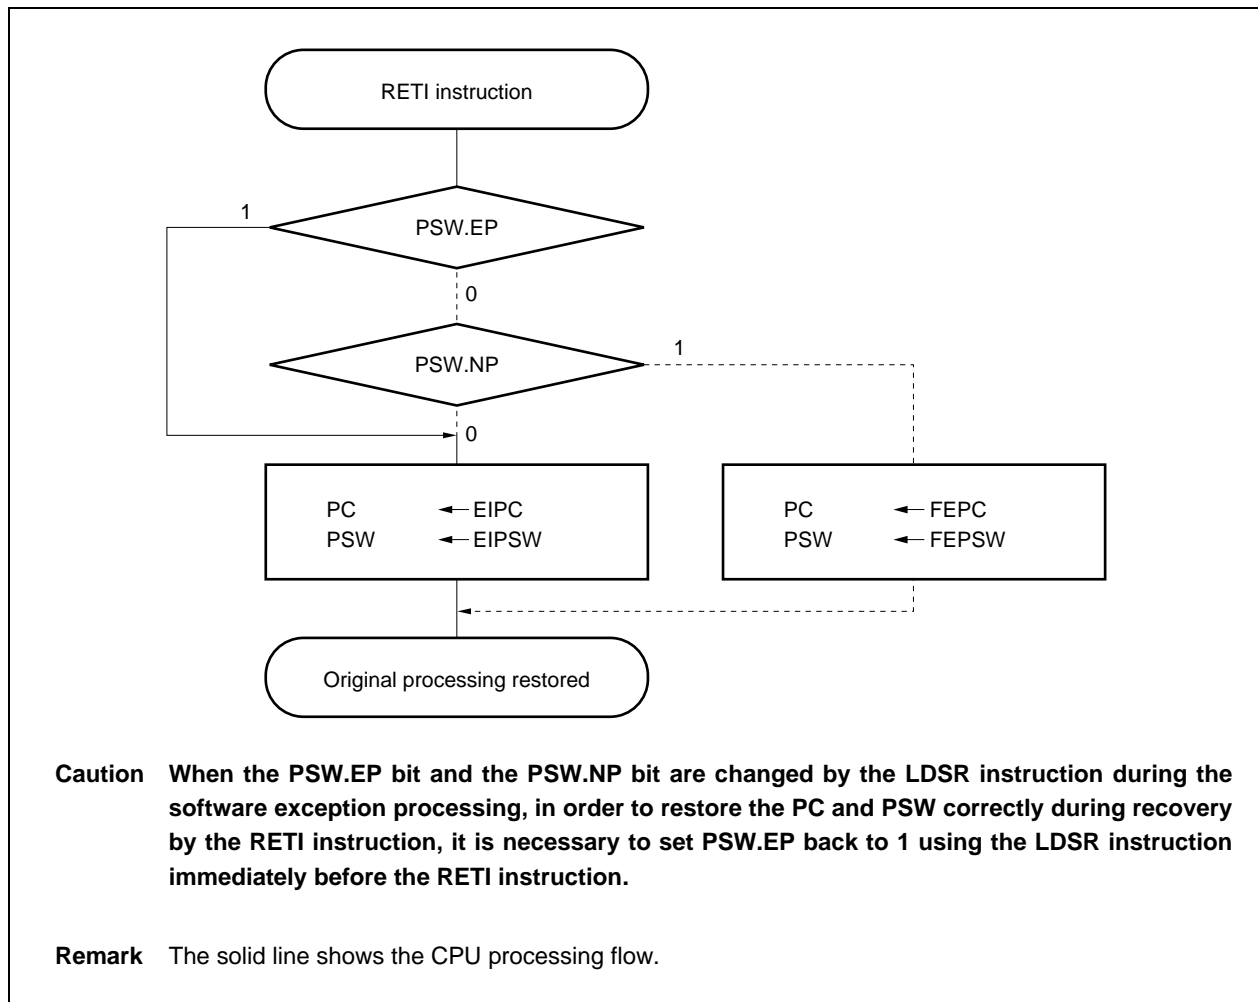 RETI instruction
1
PSW.EP
0
PSW.NP
1
0
PC ← EIPC
PSW ← EIPSW
PC ← FEPC
PSW ← FEPSW
Original processing restored
Caution When the PSW.EP bit and the PSW.NP bit are changed by the LDSR instruction during the
software exception processing, in order to restore the PC and PSW correctly during recovery
by the RETI instruction, it is necessary to set PSW.EP back to 1 using the LDSR instruction
immediately before the RETI instruction.
Remark The solid line shows the CPU processing flow.